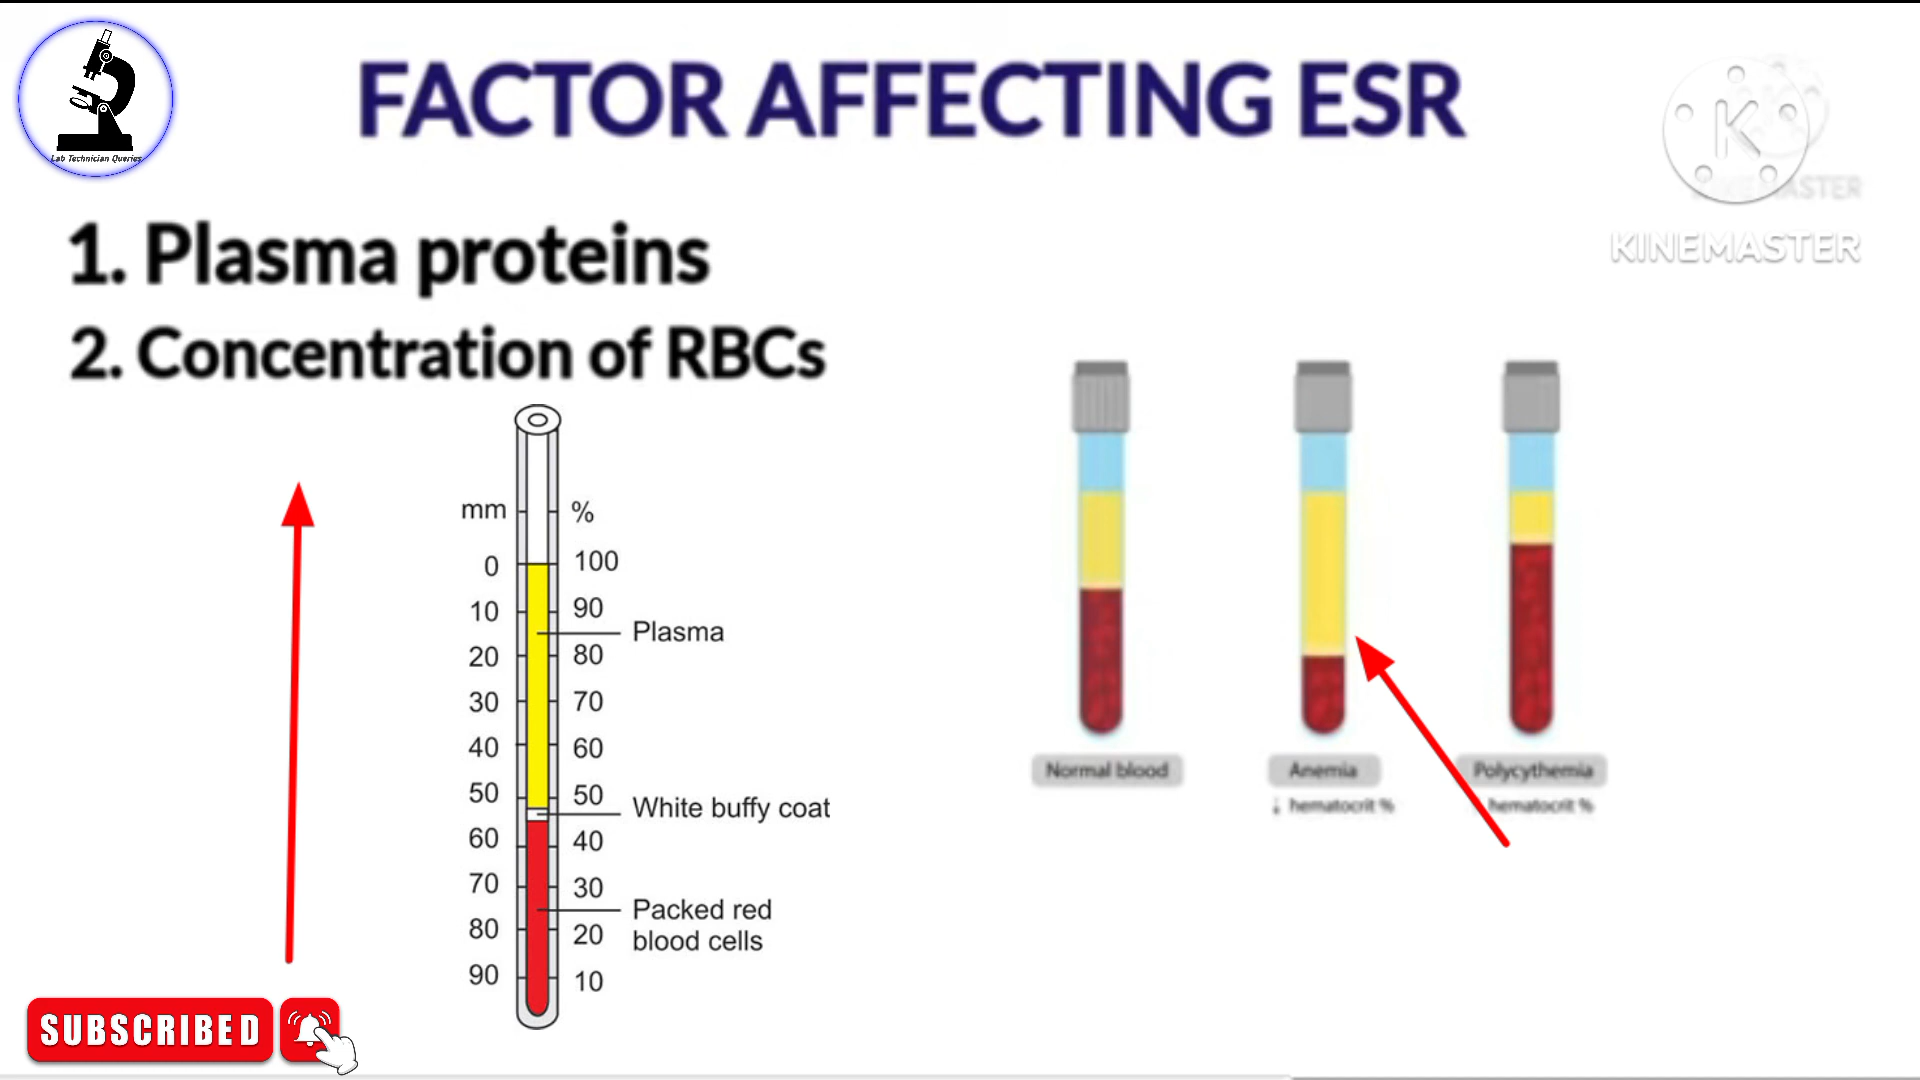 FACTOR AFFECTING ESR
Lab Technician Queries
KINEMASTER
1. Plasma proteins
2. Concentration of RBCs
mm
%
0
100
10
90
20
80
30
70
40
60
50
50
60
40
70
30
80
20
90
10
Plasma
White buffy coat
Packed red
blood cells
Normal blood
Anemia
↓ hematocrit %
Polycythemia
hematocrit %
SUBSCRIBED